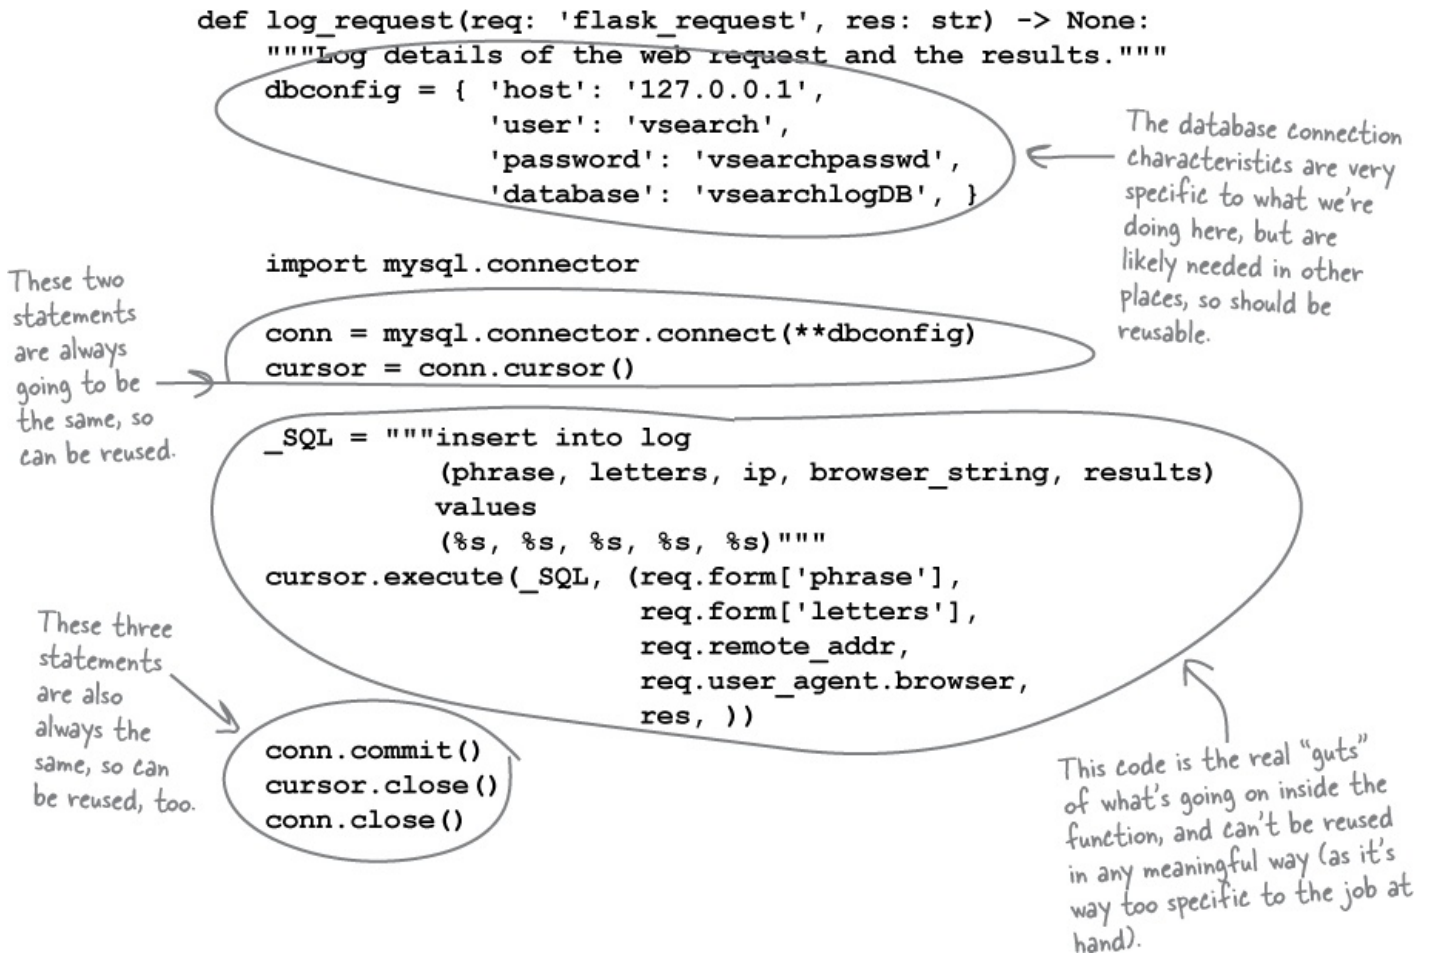 def log_request(req: 'flask_request', res: str) -> None:
"""Log details of the web request and the results."""
dbconfig = { 'host': '127.0.0.1',
'user': 'vsearch',
'password': 'vsearchpasswd',
'database': 'vsearchlogDB', }
The database connection
characteristics are very
specific to what we're
doing here, but are
likely needed in other
places, so should be
reusable.
import mysql.connector
These two
statements
are always
going to be
the same, so
can be reused.
conn = mysql.connector.connect(**dbconfig)
cursor = conn.cursor()
_SQL = """insert into log
(phrase, letters, ip, browser_string, results)
values
(%s, %s, %s, %s, %s)"""
cursor.execute(_SQL, (req.form['phrase'],
req.form['letters'],
req.remote_addr,
req.user_agent.browser,
res, ))
These three
statements
are also
always the
same, so can
be reused, too.
conn.commit()
cursor.close()
conn.close()
This code is the real “guts”
of what's going on inside the
function, and can't be reused
in any meaningful way (as it's
way too specific to the job at
hand).